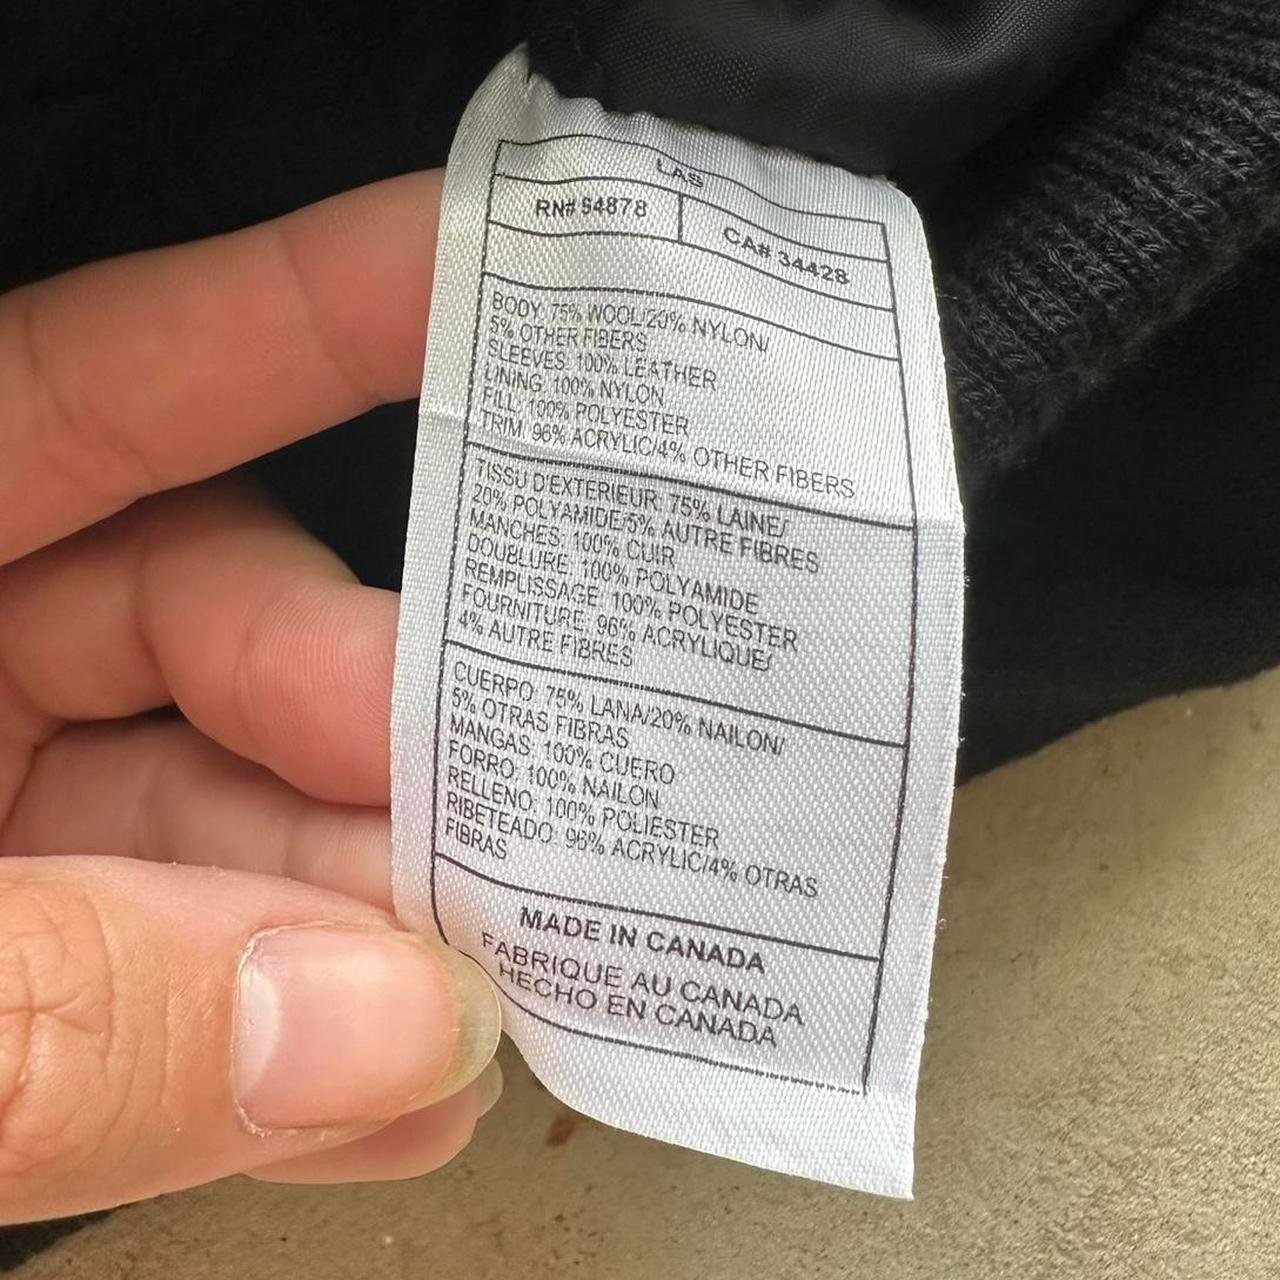 LAS
RN# 54878
CA# 34428
BODY: 75% WOOL/20% NYLON/
5% OTHER FIBERS
SLEEVES: 100% LEATHER
LINING: 100% NYLON
FILL: 100% POLYESTER
TRIM: 96% ACRYLIC/4% OTHER FIBERS
TISSU D'EXTERIEUR: 75% LAINE/
20% POLYAMIDE/5% AUTRE FIBRES
MANCHES: 100% CUIR
DOUBLURE: 100% POLYAMIDE
REMPLISSAGE: 100% POLYESTER
FOURNITURE: 96% ACRYLIQUE/
4% AUTRE FIBRES
CUERPO: 75% LANA/20% NAILON/
5% OTRAS FIBRAS
MANGAS: 100% CUERO
FORRO: 100% NAILON
RELLENO: 100% POLIESTER
RIBETEADO: 96% ACRYLIC/4% OTRAS
FIBRAS
MADE IN CANADA
FABRIQUE AU CANADA
HECHO EN CANADA